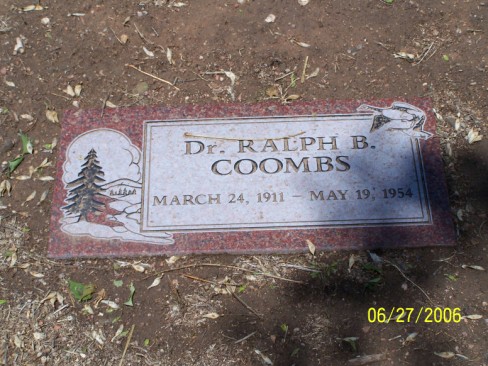 Dr. RALPH B.
COOMBS
MARCH 24, 1911 – MAY 19, 1954
06/27/2006